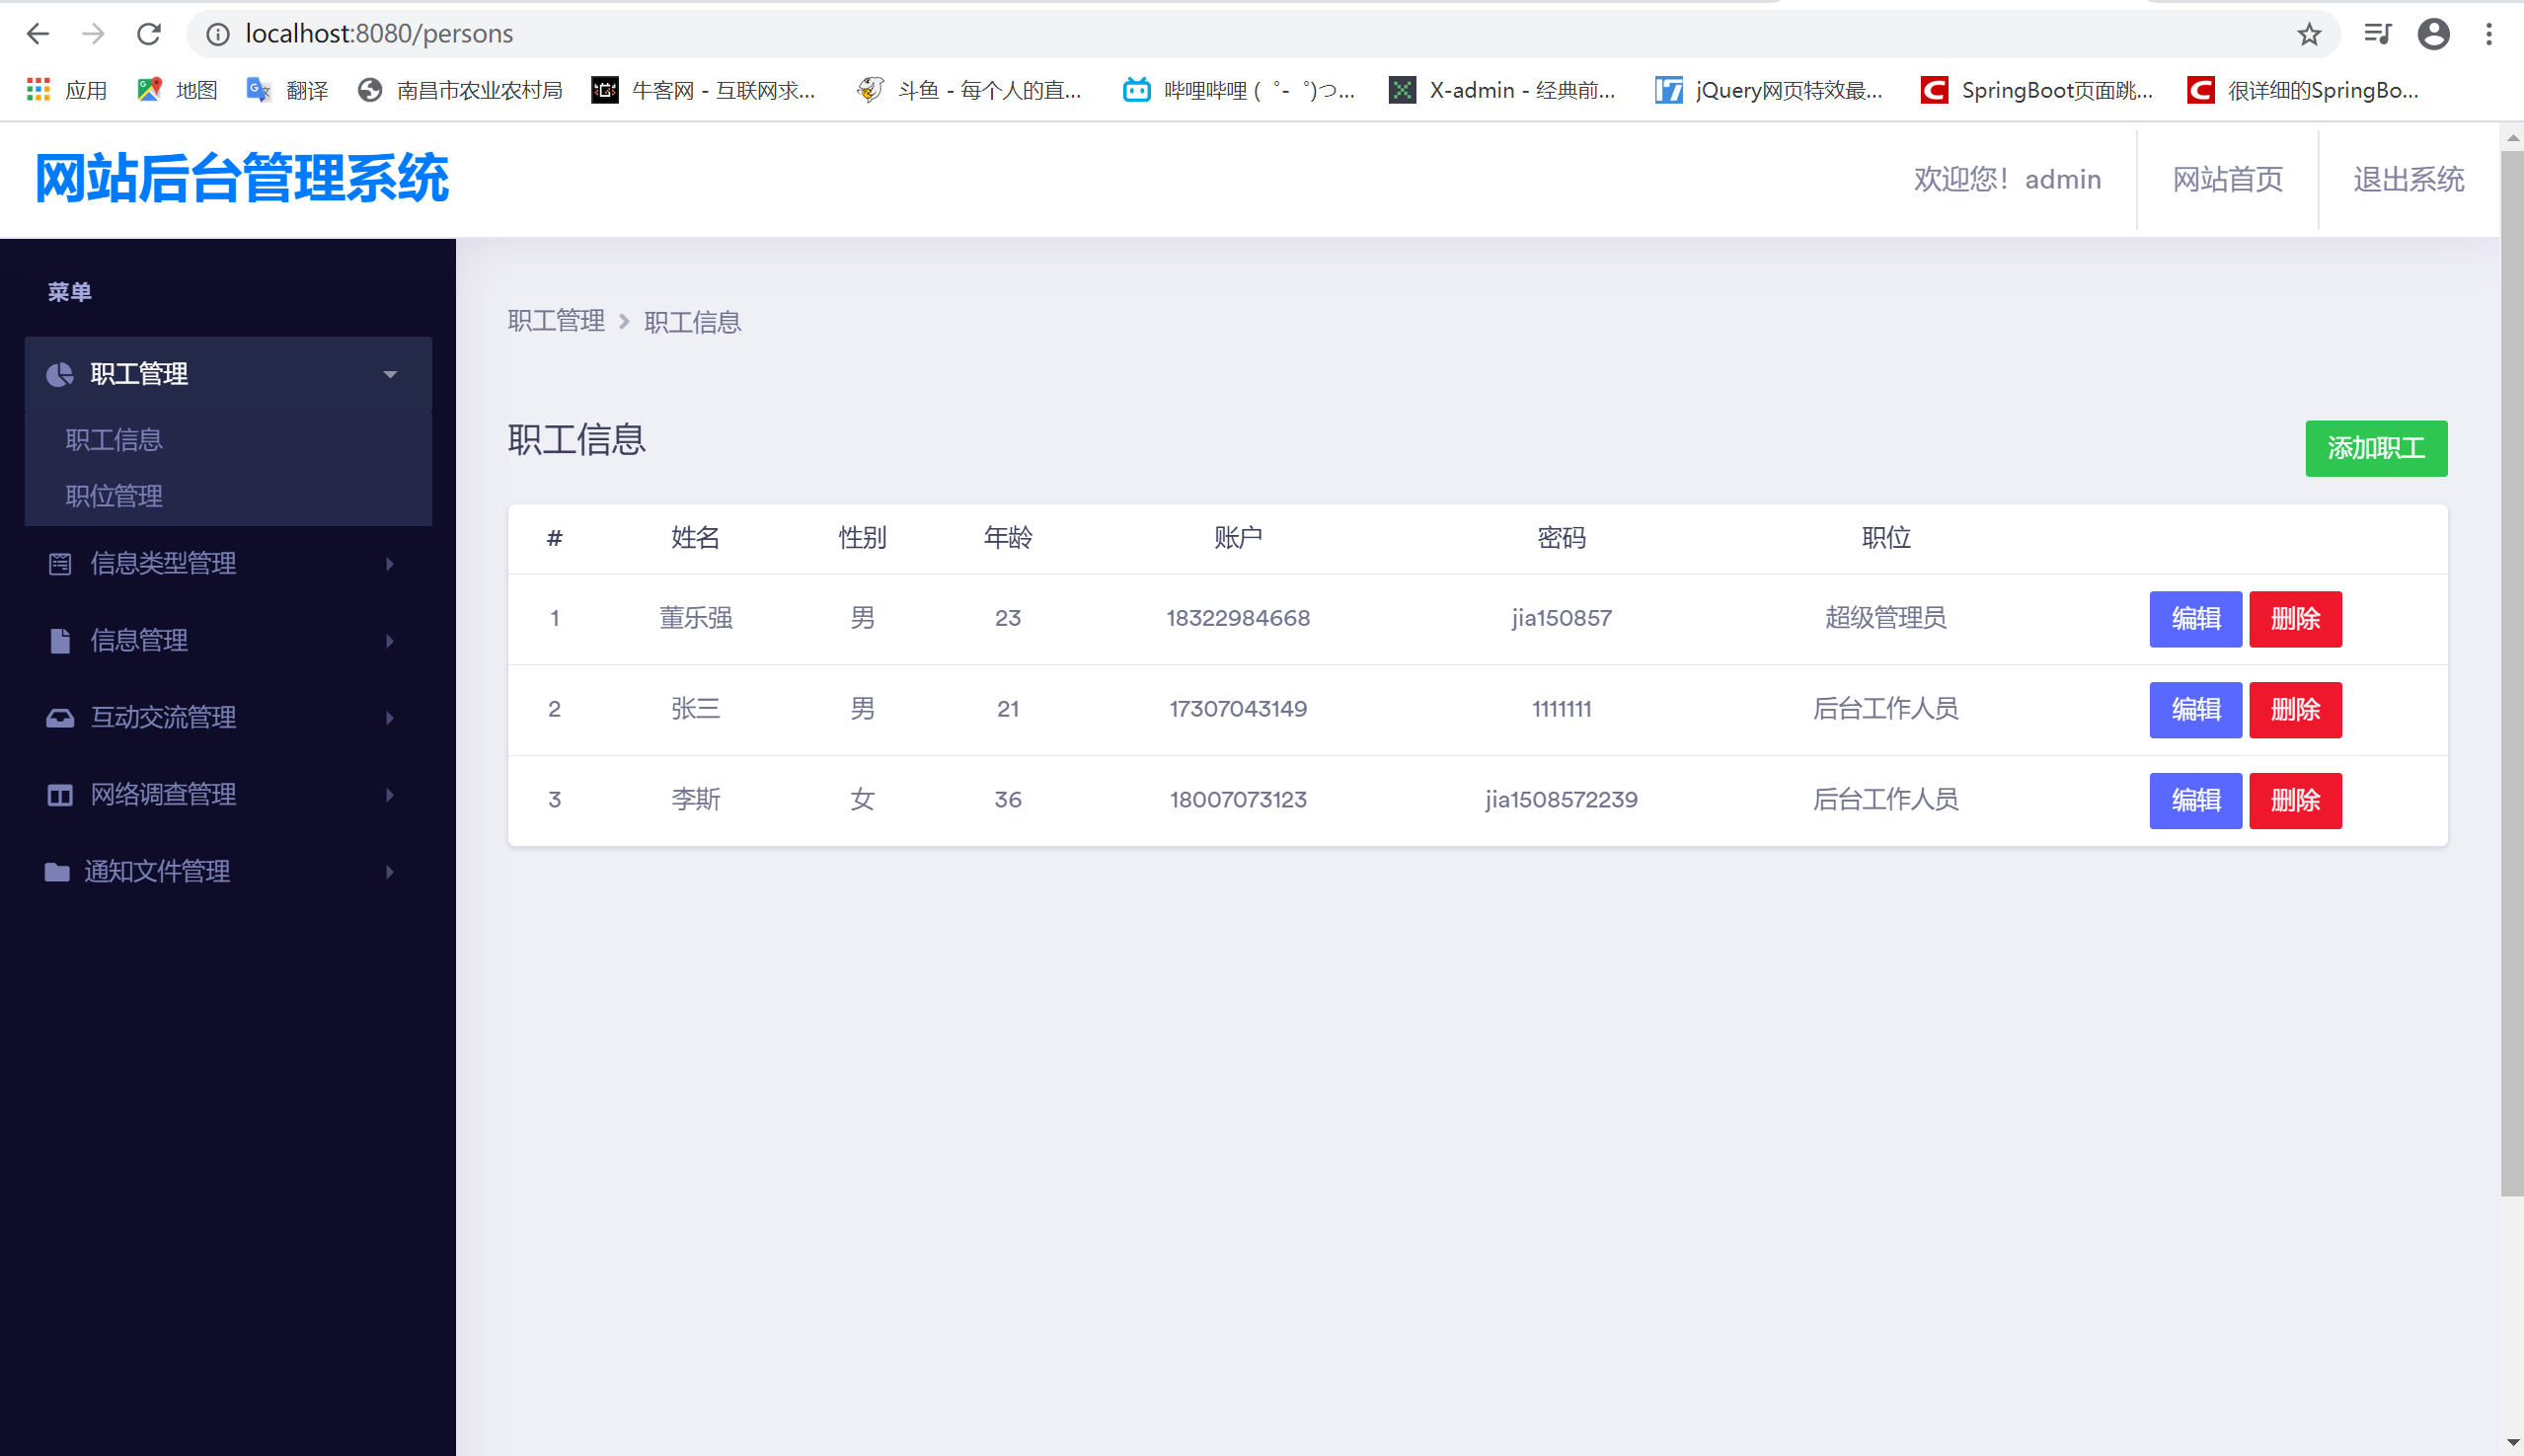 localhost:8080/persons
应用 地图 翻译 南昌市农业农村局 牛客网 - 互联网求... 斗鱼 - 每个人的直... 哔哩哔哩 (゜-゜)つ... X-admin - 经典前... jQuery网页特效最... SpringBoot页面跳... 很详细的SpringBo...
网站后台管理系统 欢迎您！admin 网站首页 退出系统
菜单
职工管理
职工信息
职位管理
信息类型管理
信息管理
互动交流管理
网络调查管理
通知文件管理
职工管理 职工信息
职工信息 添加职工
# 姓名 性别 年龄 账户 密码 职位
1 董乐强 男 23 18322984668 jia150857 超级管理员 编辑 删除
2 张三 男 21 17307043149 1111111 后台工作人员 编辑 删除
3 李斯 女 36 18007073123 jia1508572239 后台工作人员 编辑 删除